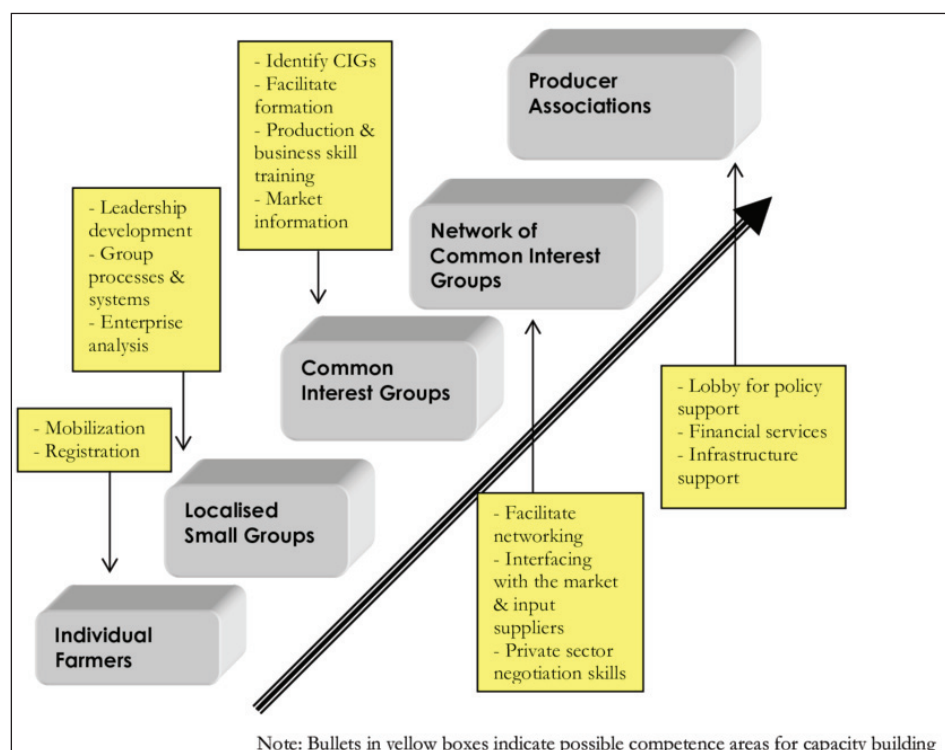 - Identify CIGs
- Facilitate
formation
- Production &
business skill
training
- Market
information
Producer
Associations
- Leadership
development
- Group
processes &
systems
- Enterprise
analysis
Network of
Common Interest
Groups
Common
Interest Groups
- Lobby for policy
support
- Financial services
- Infrastructure
support
- Mobilization
- Registration
Localised
Small Groups
- Facilitate
networking
- Interfacing
with the market
& input
suppliers
- Private sector
negotiation skills
Individual
Farmers
Note: Bullets in yellow boxes indicate possible competence areas for capacity building